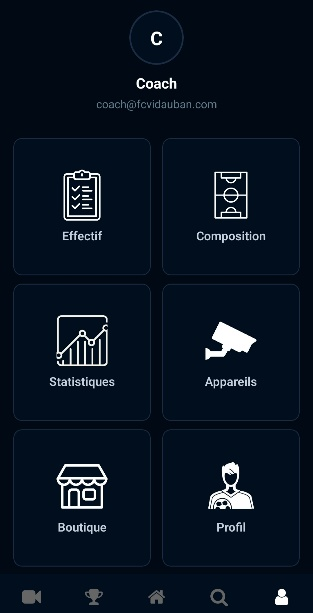 C
Coach
coach@fcvidauban.com
Effectif
Composition
Statistiques
Appareils
Boutique
Profil